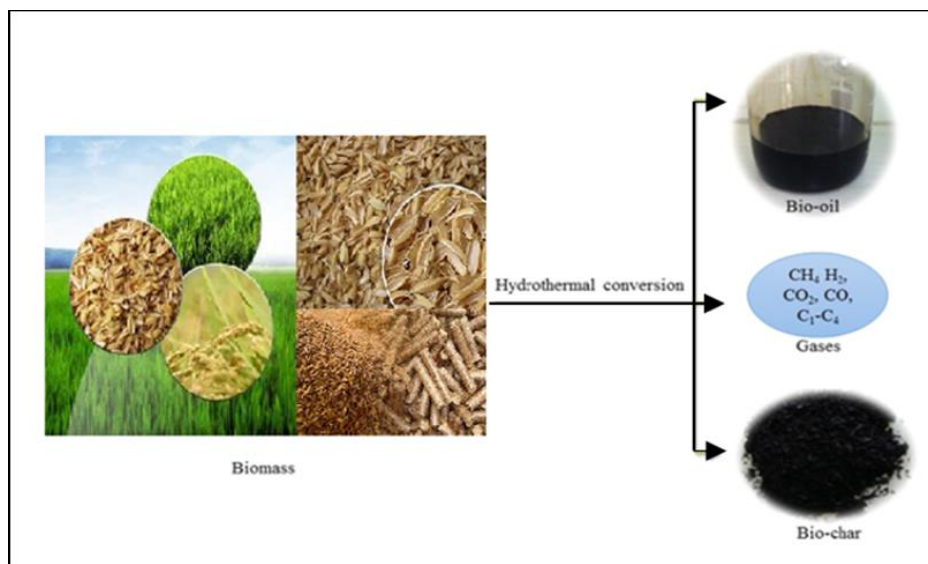 Biomass
Hydrothermal conversion
Bio-oil
CH₄ H₂,
CO₂, CO,
C₁-C₄
Gases
Bio-char